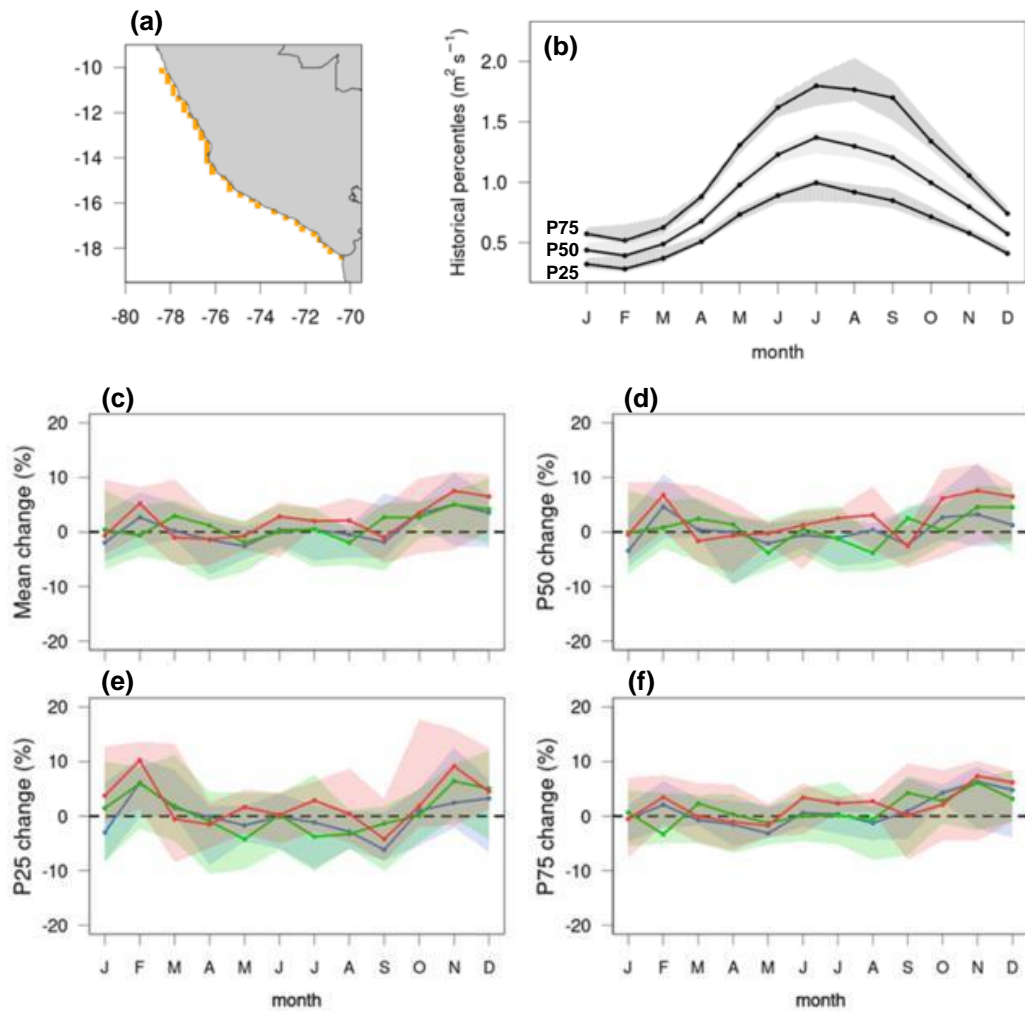 (a)
-10
-12
-14
-16
-18
-80 -78 -76 -74 -72 -70
(b)
Historical percentles (m² s⁻¹)
2.0
1.5
1.0
0.5
P75
P50
P25
J F M A M J J A S O N D
month
(c)
Mean change (%)
20
10
0
-10
-20
(d)
P50 change (%)
20
10
0
-10
-20
(e)
P25 change (%)
20
10
0
-10
-20
J F M A M J J A S O N D
month
(f)
P75 change (%)
20
10
0
-10
-20
J F M A M J J A S O N D
month